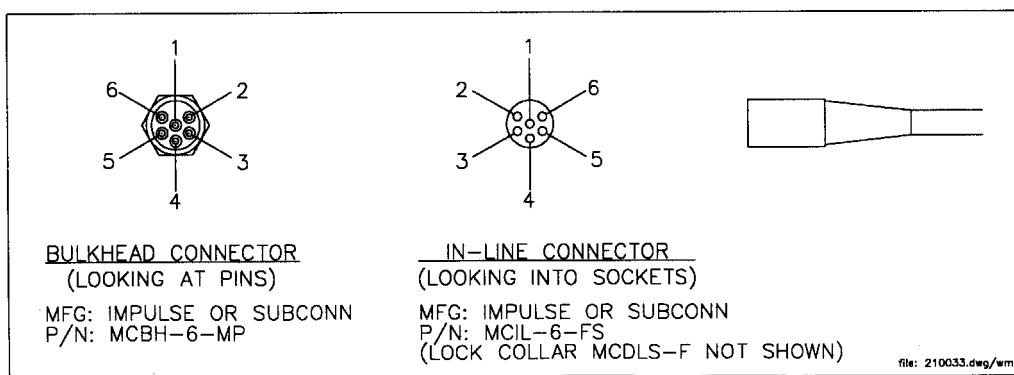 1
6 2
5 3
4
BULKHEAD CONNECTOR
(LOOKING AT PINS)
MFG: IMPULSE OR SUBCONN
P/N: MCBH-6-MP
1
2 6
3 5
4
IN-LINE CONNECTOR
(LOOKING INTO SOCKETS)
MFG: IMPULSE OR SUBCONN
P/N: MCIL-6-FS
(LOCK COLLAR MCDLS-F NOT SHOWN)
file: 210033.dwg/wm